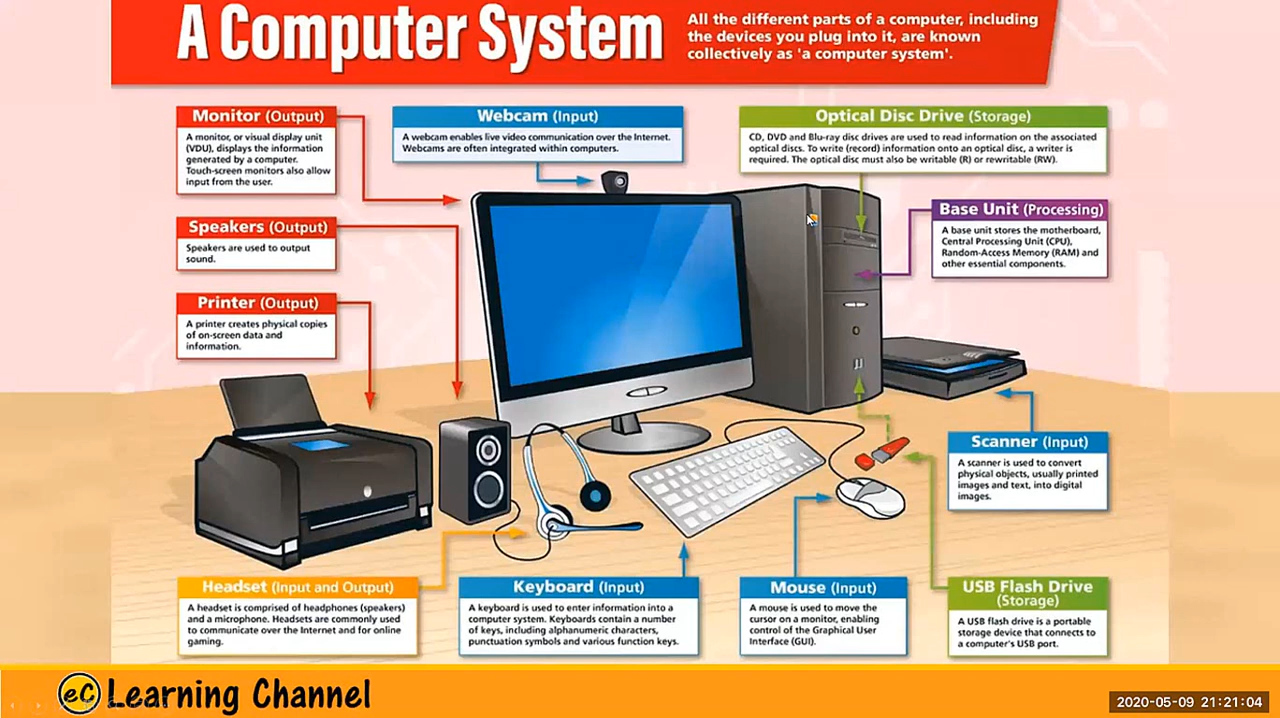 A Computer System
All the different parts of a computer, including
the devices you plug into it, are known
collectively as 'a computer system'.
Monitor (Output)
A monitor, or visual display unit
(VDU), displays the information
generated by a computer.
Touch-screen monitors also allow
input from the user.
Webcam (Input)
A webcam enables live video communication over the Internet.
Webcams are often integrated within computers.
Optical Disc Drive (Storage)
CD, DVD and Blu-ray disc drives are used to read information on the associated
optical discs. To write (record) information onto an optical disc, a writer is
required. The optical disc must also be writable (R) or rewritable (RW).
Speakers (Output)
Speakers are used to output
sound.
Base Unit (Processing)
A base unit stores the motherboard,
Central Processing Unit (CPU),
Random-Access Memory (RAM) and
other essential components.
Printer (Output)
A printer creates physical copies
of on-screen data and
information.
Scanner (Input)
A scanner is used to convert
physical objects, usually printed
images and text, into digital
images.
Headset (Input and Output)
A headset is comprised of headphones (speakers)
and a microphone. Headsets are commonly used
to communicate over the Internet and for online
gaming.
Keyboard (Input)
A keyboard is used to enter information into a
computer system. Keyboards contain a number
of keys, including alphanumeric characters,
punctuation symbols and various function keys.
Mouse (Input)
A mouse is used to move the
cursor on a monitor, enabling
control of the Graphical User
Interface (GUI).
USB Flash Drive
(Storage)
A USB flash drive is a portable
storage device that connects to
a computer's USB port.
eC Learning Channel
2020-05-09 21:21:04